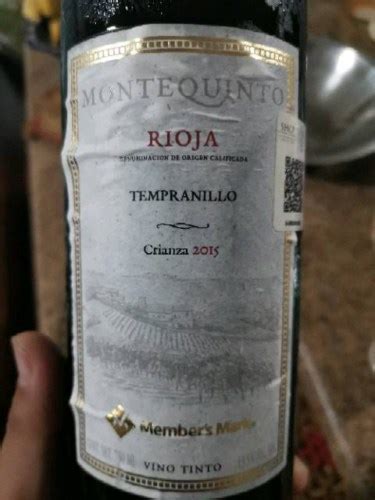 MONTEQUINTO
RIOJA
DENOMINACION DE ORIGEN CALIFICADA
TEMPRANILLO
Crianza 2015
Member's Mark
VINO TINTO